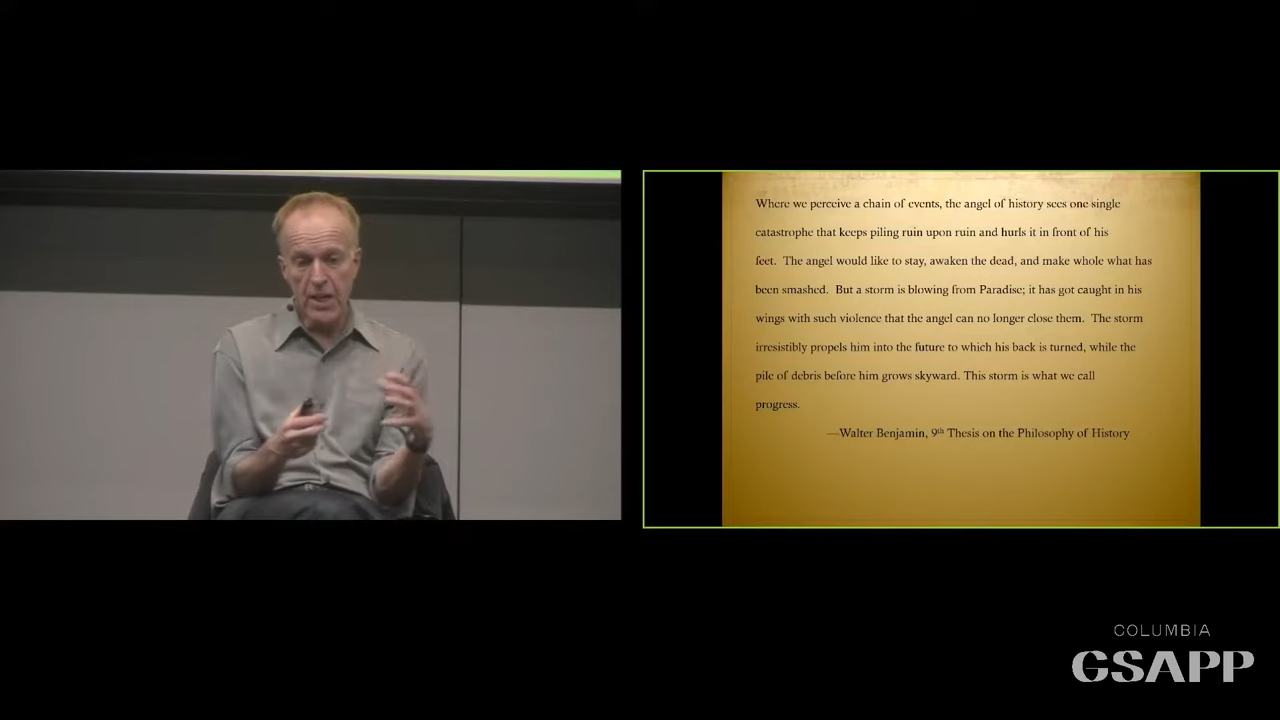 Where we perceive a chain of events, the angel of history sees one single
catastrophe that keeps piling ruin upon ruin and hurls it in front of his
feet.  The angel would like to stay, awaken the dead, and make whole what has
been smashed.  But a storm is blowing from Paradise; it has got caught in his
wings with such violence that the angel can no longer close them.  The storm
irresistibly propels him into the future to which his back is turned, while the
pile of debris before him grows skyward. This storm is what we call
progress.
—Walter Benjamin, 9th Thesis on the Philosophy of History
COLUMBIA
GSAPP